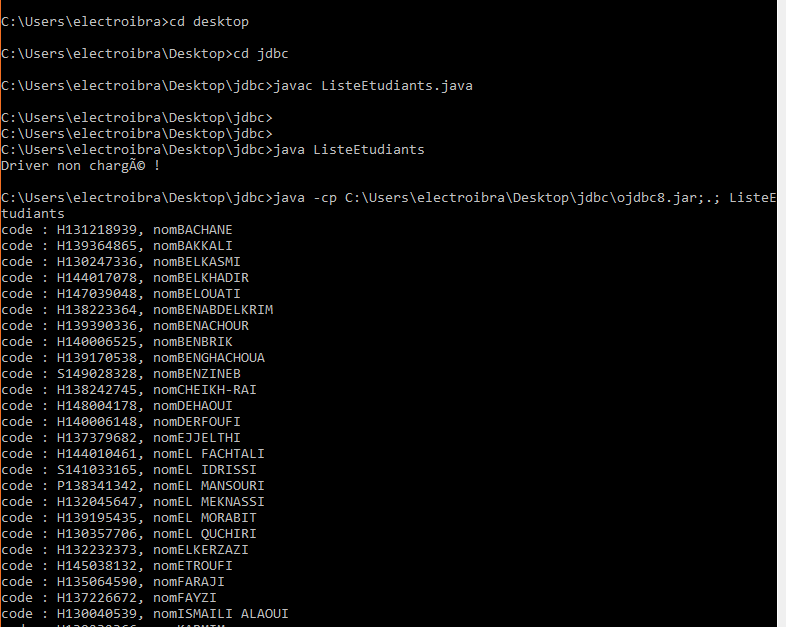 C:\Users\electroibra>cd desktop
C:\Users\electroibra\Desktop>cd jdbc
C:\Users\electroibra\Desktop\jdbc>javac ListeEtudiants.java
C:\Users\electroibra\Desktop\jdbc>
C:\Users\electroibra\Desktop\jdbc>
C:\Users\electroibra\Desktop\jdbc>java ListeEtudiants
Driver non chargÃ© !
C:\Users\electroibra\Desktop\jdbc>java -cp C:\Users\electroibra\Desktop\jdbc\ojdbc8.jar;.; ListeE
tudiants
code : H131218939, nomBACHANE
code : H139364865, nomBAKKALI
code : H130247336, nomBELKASMI
code : H144017078, nomBELKHADIR
code : H147039048, nomBELOUATI
code : H138223364, nomBENABDELKRIM
code : H139390336, nomBENACHOUR
code : H140006525, nomBENBRIK
code : H139170538, nomBENGHACHOUA
code : S149028328, nomBENZINEB
code : H138242745, nomCHEIKH-RAI
code : H148004178, nomDEHAOUI
code : H140006148, nomDERFOUFI
code : H137379682, nomEJJELTHI
code : H144010461, nomEL FACHTALI
code : S141033165, nomEL IDRISSI
code : P138341342, nomEL MANSOURI
code : H132045647, nomEL MEKNASSI
code : H139195435, nomEL MORABIT
code : H130357706, nomEL QUCHIRI
code : H132232373, nomELKERZAZI
code : H145038132, nomETROUFI
code : H135064590, nomFARAJI
code : H137226672, nomFAYZI
code : H130040539, nomISMAILI ALAOUI